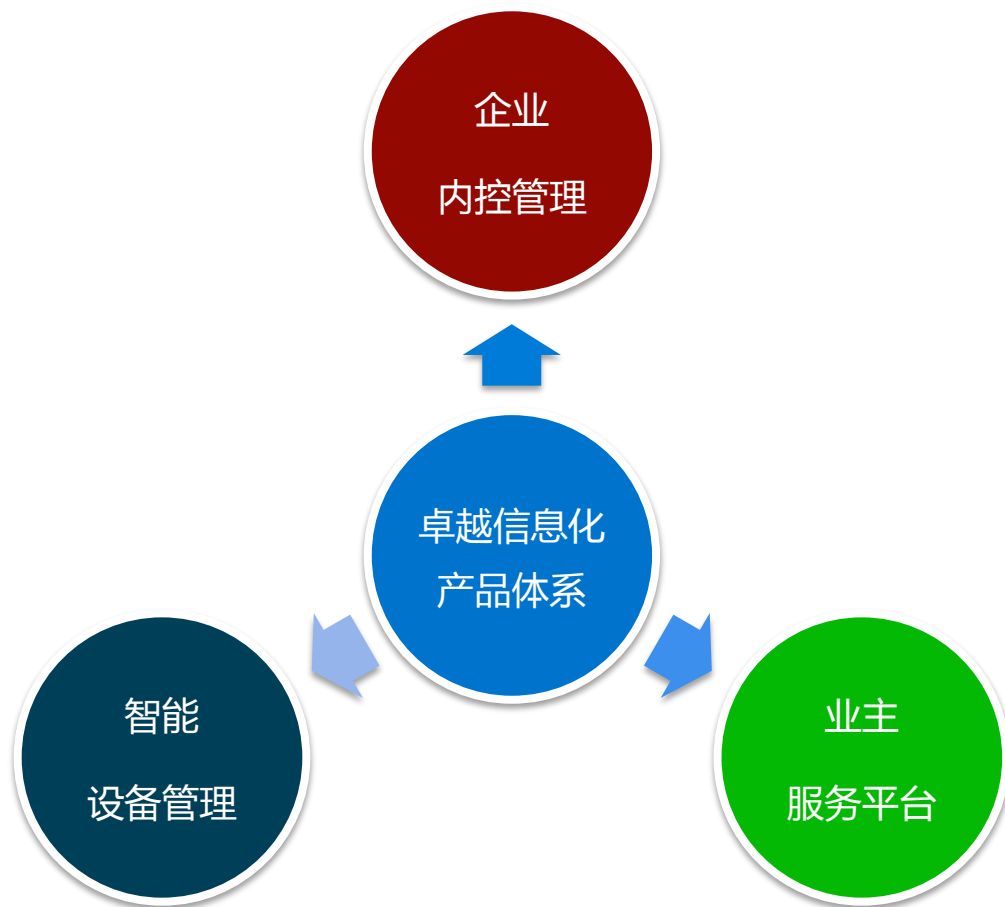 企业
内控管理
卓越信息化
产品体系
智能
设备管理
业主
服务平台